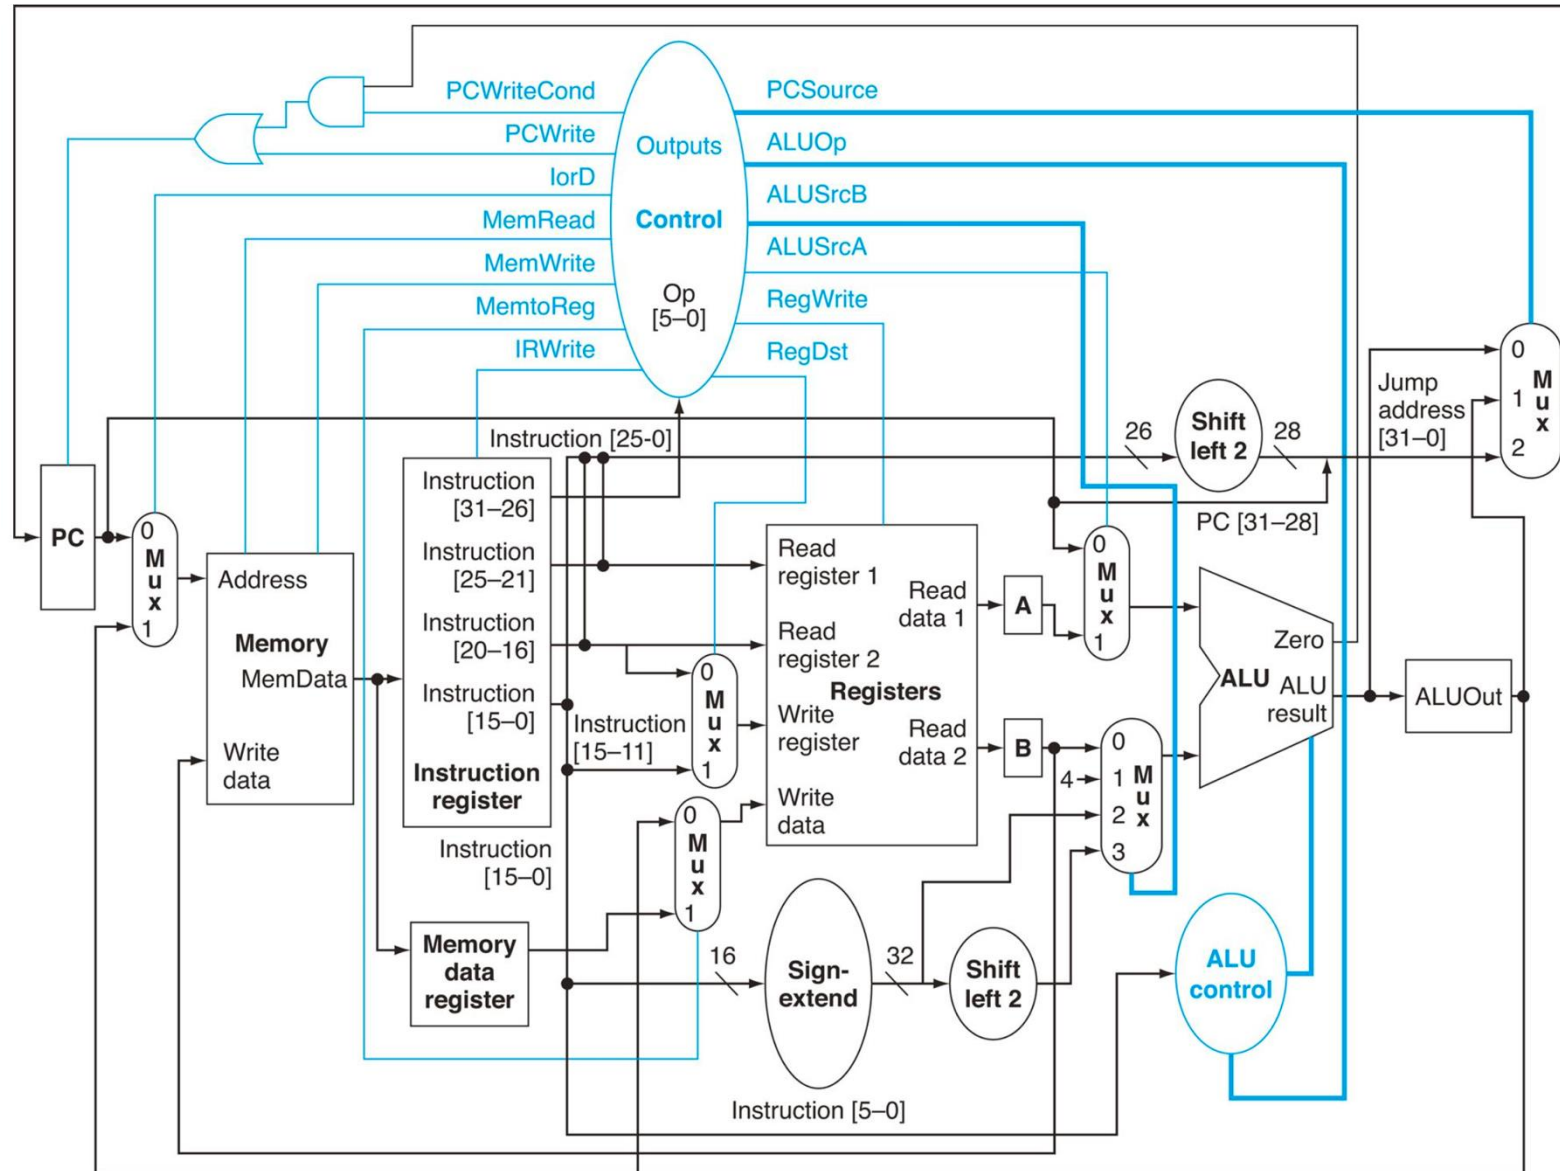 PCWriteCond
PCWrite
IorD
MemRead
MemWrite
MemtoReg
IRWrite
Outputs
Control
Op
[5–0]
PCSource
ALUOp
ALUSrcB
ALUSrcA
RegWrite
RegDst
0
M
u
x
1
2
Jump
address
[31–0]
26
Shift
left 2
28
PC [31–28]
Instruction [25-0]
PC
0
M
u
x
1
Address
Memory
MemData
Write
data
Instruction
[31–26]
Instruction
[25–21]
Instruction
[20–16]
Instruction
[15–0]
Instruction
register
Instruction
[15–0]
Instruction
[15–11]
0
M
u
x
1
Read
register 1
Read
register 2
Registers
Write
register
Write
data
Read
data 1
Read
data 2
A
B
0
M
u
x
1
4
0
1
M
u
x
2
3
Zero
ALU
ALU
result
ALUOut
0
M
u
x
1
Memory
data
register
16
Sign-
extend
32
Shift
left 2
ALU
control
Instruction [5–0]